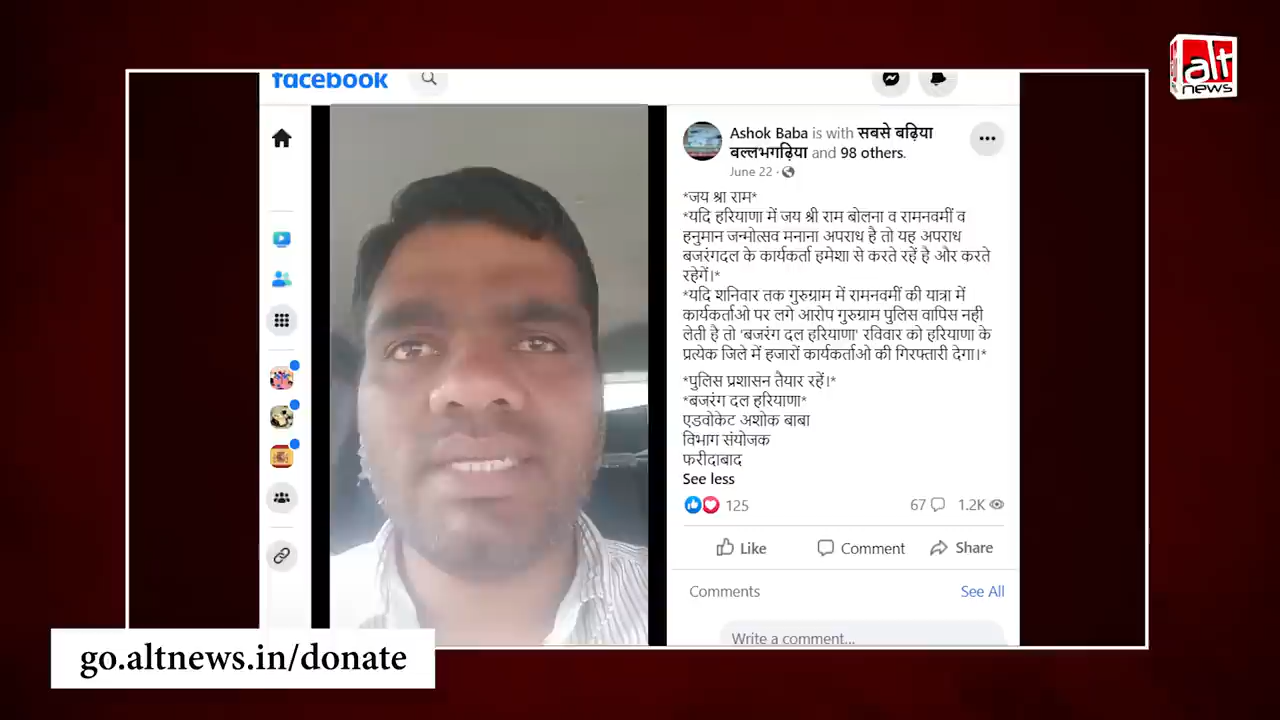 alt
news
facebook
Ashok Baba is with सबसे बढ़िया
बल्लभगढ़िया and 98 others.
June 22 ·
*जय श्रा राम*
*यदि हरियाणा में जय श्री राम बोलना व रामनवमीं व
हनुमान जन्मोत्सव मनाना अपराध है तो यह अपराध
बजरंगदल के कार्यकर्ता हमेशा से करते रहें है और करते
रहेगें।*
*यदि शनिवार तक गुरुग्राम में रामनवमीं की यात्रा में
कार्यकर्ताओ पर लगे आरोप गुरुग्राम पुलिस वापिस नही
लेती है तो 'बजरंग दल हरियाणा' रविवार को हरियाणा के
प्रत्येक जिले में हजारों कार्यकर्ताओ की गिरफ्तारी देगा।*
*पुलिस प्रशासन तैयार रहें।*
*बजरंग दल हरियाणा*
एडवोकेट अशोक बाबा
विभाग संयोजक
फरीदाबाद
See less
125 67 1.2K
Like Comment Share
Comments See All
Write a comment...
go.altnews.in/donate